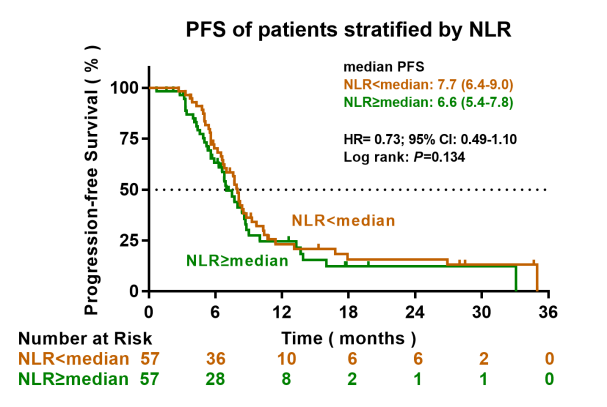 PFS of patients stratified by NLR
Progression-free Survival ( % )
median PFS
NLR<median: 7.7 (6.4-9.0)
NLR≥median: 6.6 (5.4-7.8)
HR= 0.73; 95% CI: 0.49-1.10
Log rank: P=0.134
100
75
50
25
0
NLR<median
NLR≥median
0 6 12 18 24 30 36
Number at Risk
Time ( months )
NLR<median 57 36 10 6 6 2 0
NLR≥median 57 28 8 2 1 1 0